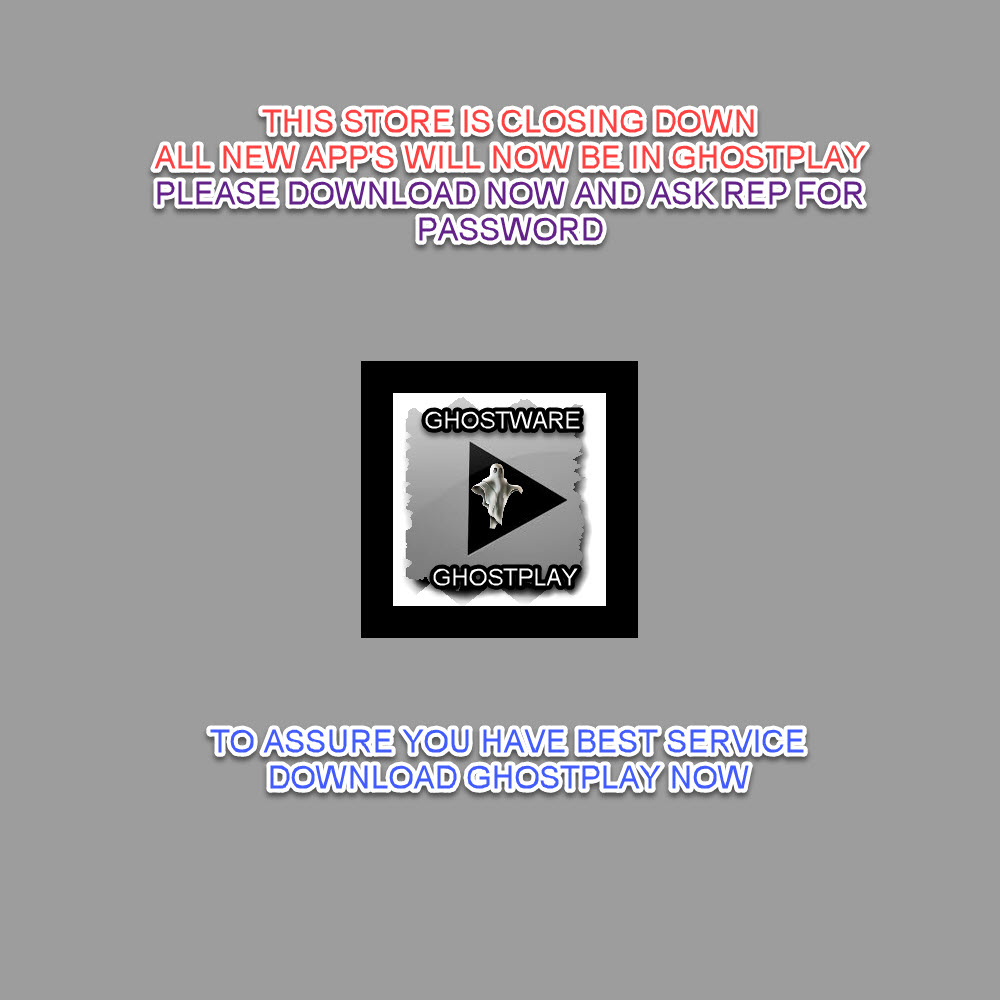 THIS STORE IS CLOSING DOWN
ALL NEW APP'S WILL NOW BE IN GHOSTPLAY
PLEASE DOWNLOAD NOW AND ASK REP FOR
PASSWORD
GHOSTWARE
GHOSTPLAY
TO ASSURE YOU HAVE BEST SERVICE
DOWNLOAD GHOSTPLAY NOW